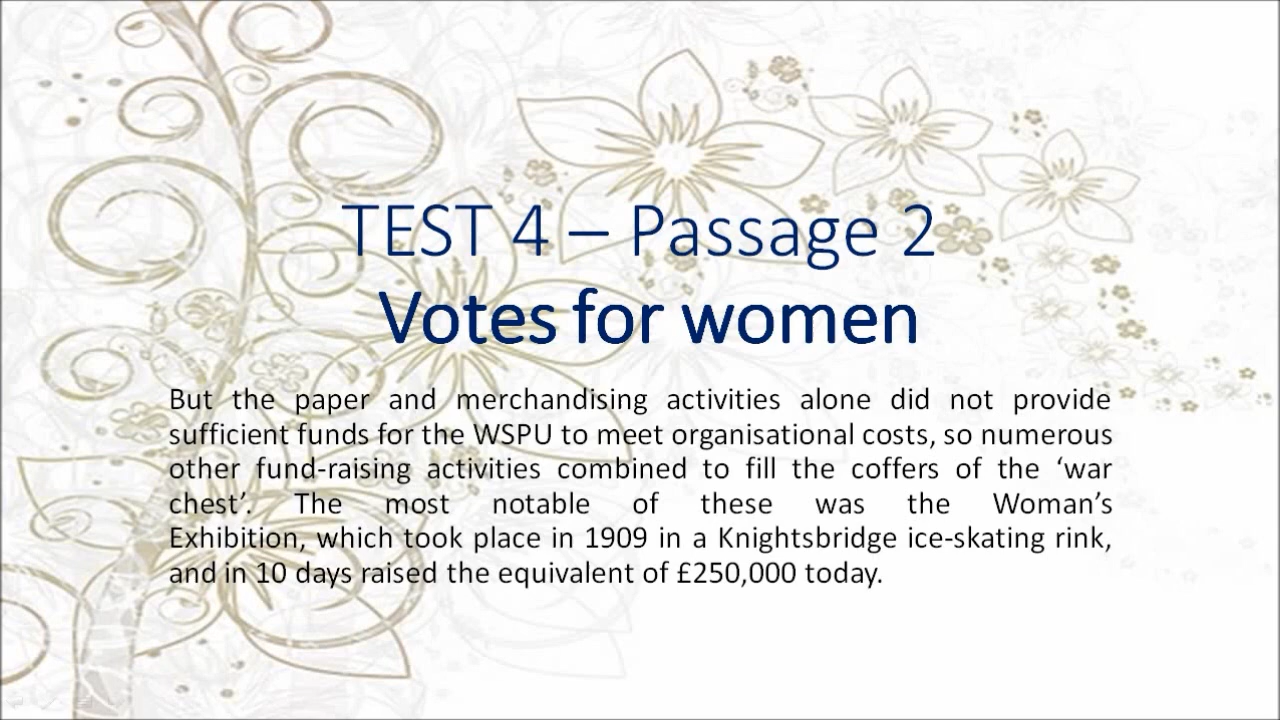 TEST 4 – Passage 2
Votes for women
But the paper and merchandising activities alone did not provide
sufficient funds for the WSPU to meet organisational costs, so numerous
other fund-raising activities combined to fill the coffers of the ‘war
chest’. The most notable of these was the Woman’s
Exhibition, which took place in 1909 in a Knightsbridge ice-skating rink,
and in 10 days raised the equivalent of £250,000 today.